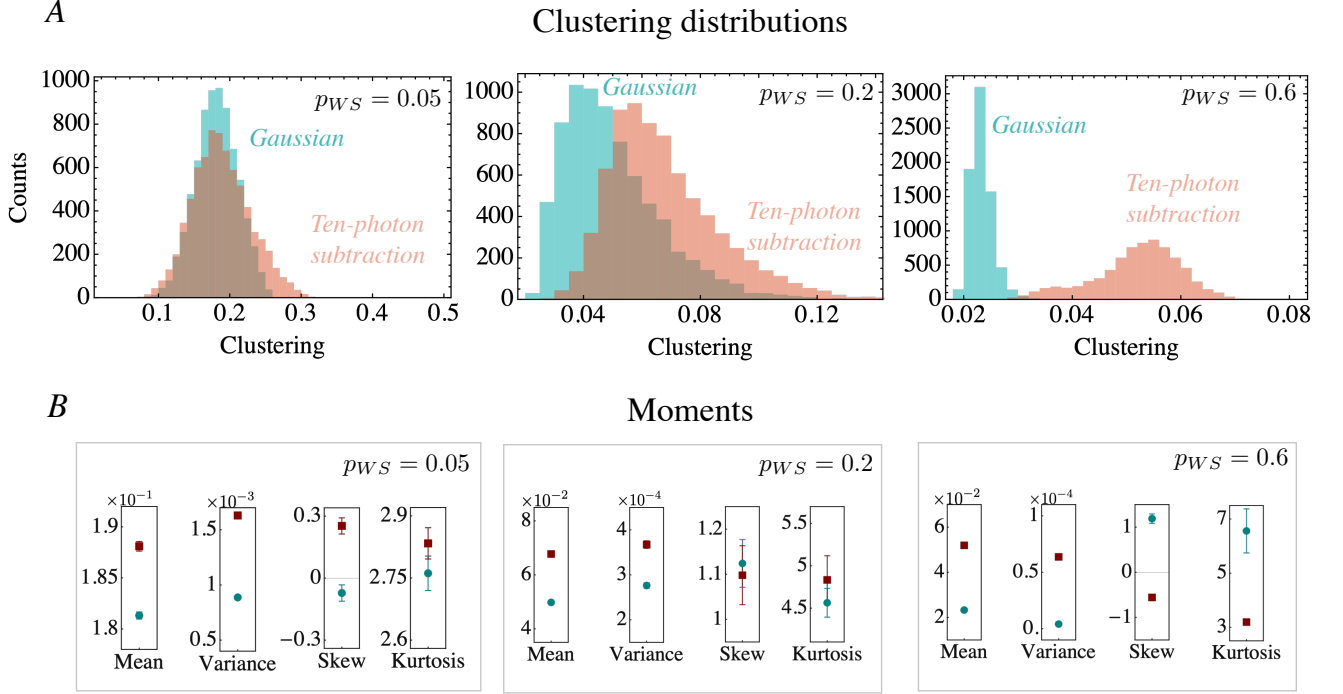 A
Clustering distributions
p_{WS} = 0.05
Gaussian
Ten-photon
subtraction
Counts
1000
800
600
400
200
0
0.1 0.2 0.3 0.4 0.5
Clustering
p_{WS} = 0.2
Gaussian
Ten-photon
subtraction
1000
800
600
400
200
0
0.04 0.08 0.12
Clustering
p_{WS} = 0.6
Gaussian
Ten-photon
subtraction
3000
2500
2000
1500
1000
500
0
0.02 0.04 0.06 0.08
Clustering
B
Moments
p_{WS} = 0.05
×10⁻¹
1.9
1.85
1.8
Mean
×10⁻³
1.5
1
0.5
Variance
0.3
0
−0.3
Skew
2.9
2.75
2.6
Kurtosis
p_{WS} = 0.2
×10⁻²
8
6
4
Mean
×10⁻⁴
4
3
2
Variance
1.2
1.1
1
Skew
5.5
4.5
Kurtosis
p_{WS} = 0.6
×10⁻²
6
4
2
Mean
×10⁻⁴
1
0.5
0.
Variance
1
0
−1
Skew
7
5
3
Kurtosis